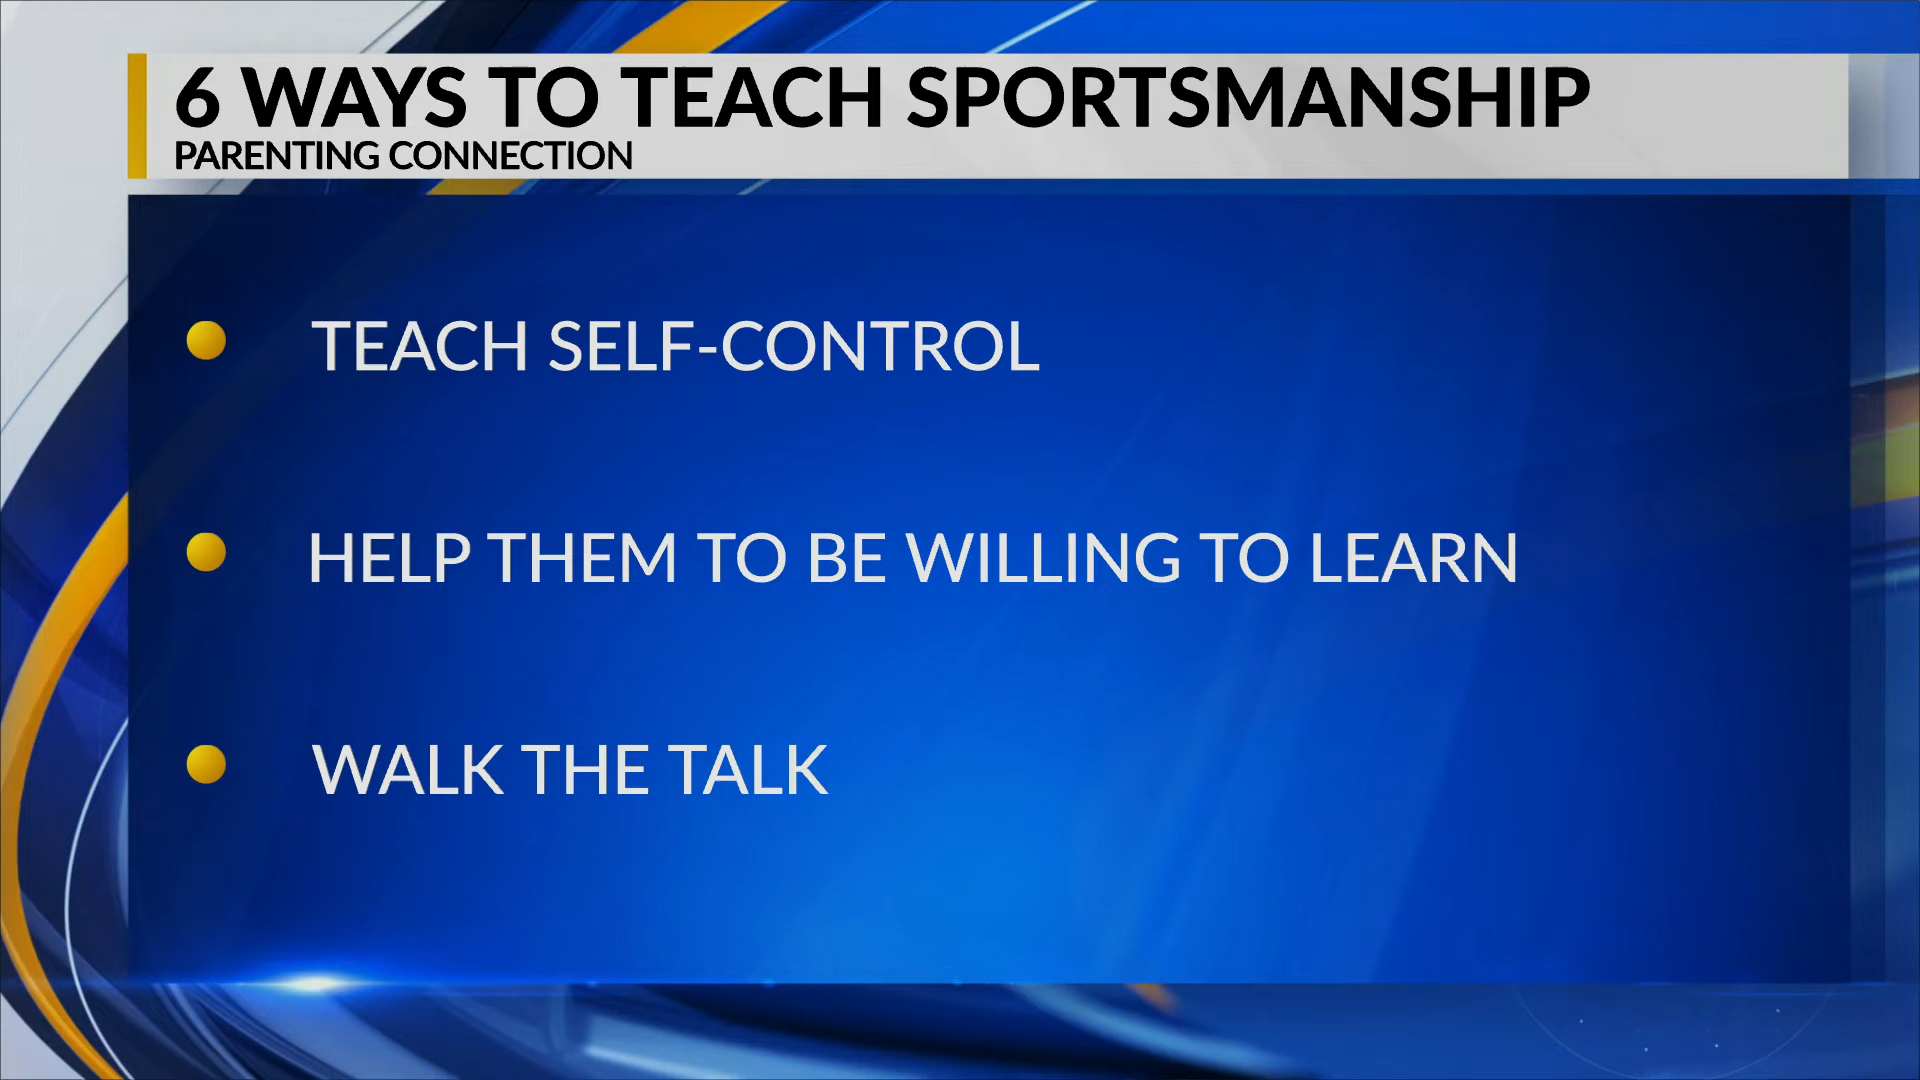 6 WAYS TO TEACH SPORTSMANSHIP
PARENTING CONNECTION
TEACH SELF-CONTROL
HELP THEM TO BE WILLING TO LEARN
WALK THE TALK